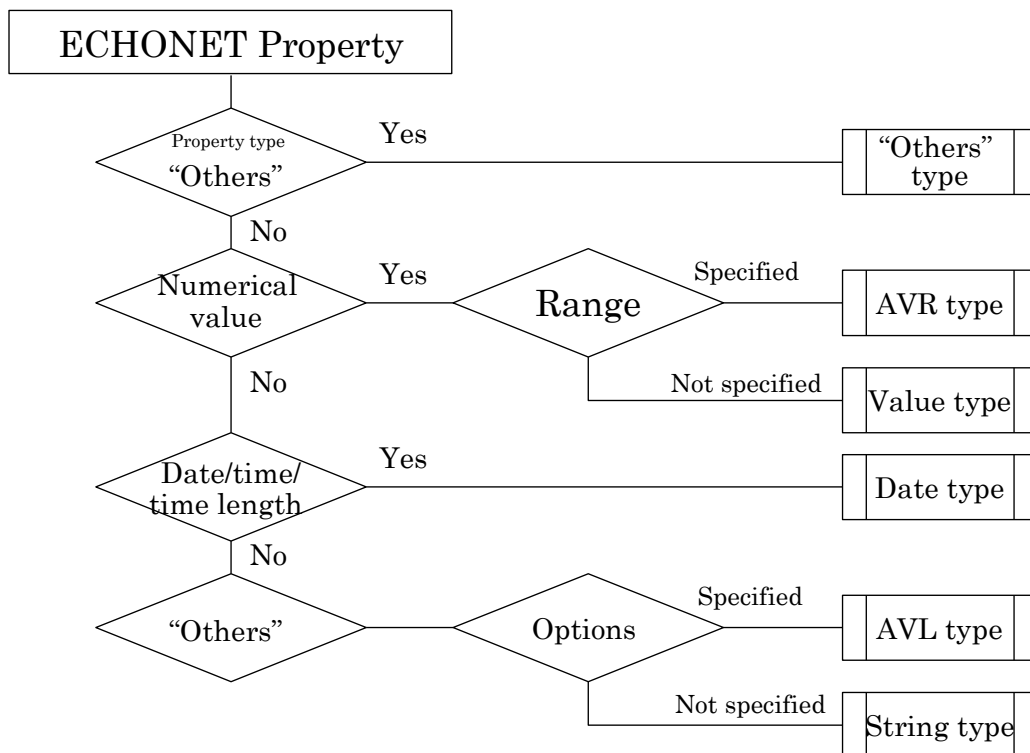 ECHONET Property
Property type
“Others”
Yes
“Others”
type
No
Numerical
value
Yes
Range
Specified
AVR type
Not specified
Value type
No
Date/time/
time length
Yes
Date type
No
“Others”
Options
Specified
AVL type
Not specified
String type